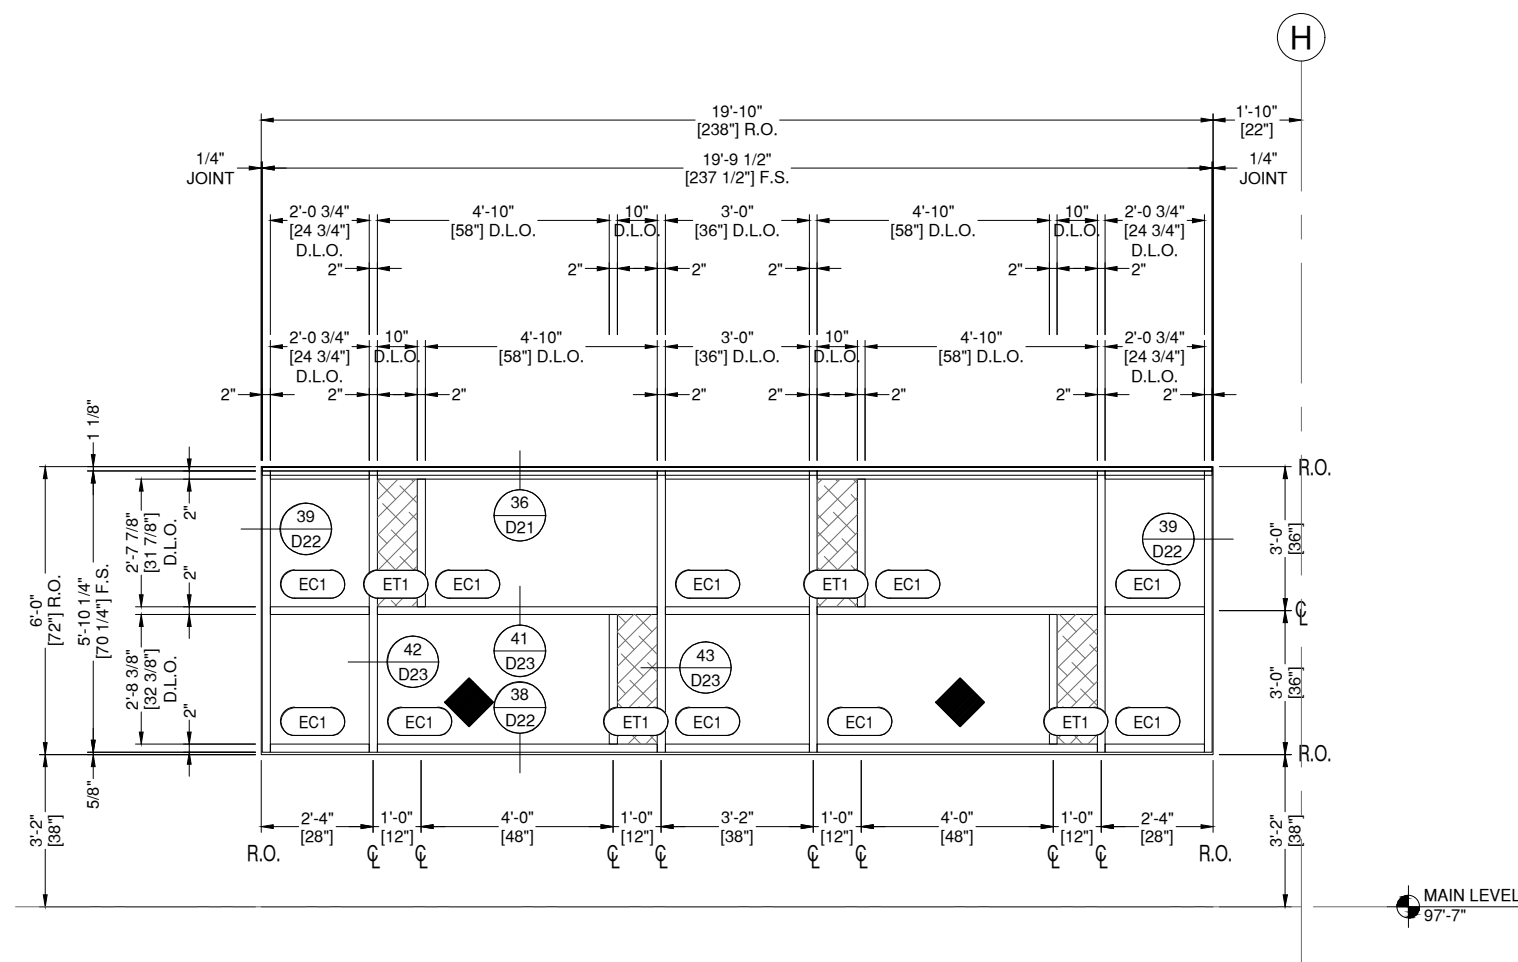 H
19'-10"
[238"] R.O.
1'-10"
[22"]
1/4"
JOINT
19'-9 1/2"
[237 1/2"] F.S.
1/4"
JOINT
2'-0 3/4"
[24 3/4"]
D.L.O.
4'-10"
[58"] D.L.O.
10"
D.L.O.
3'-0"
[36"] D.L.O.
4'-10"
[58"] D.L.O.
10"
D.L.O.
2'-0 3/4"
[24 3/4"]
D.L.O.
2"
2"
2"
2"
2"
2"
2'-0 3/4"
[24 3/4"]
D.L.O.
10"
D.L.O.
4'-10"
[58"] D.L.O.
3'-0"
[36"] D.L.O.
10"
D.L.O.
4'-10"
[58"] D.L.O.
2'-0 3/4"
[24 3/4"]
D.L.O.
2"
2"
2"
2"
2"
2"
2"
2"
1 1/8"
6'-0"
[72"] R.O.
5'-10 1/4"
[70 1/4"] F.S.
2'-7 7/8"
[31 7/8"]
D.L.O.
2"
2"
2'-8 3/8"
[32 3/8"]
D.L.O.
2"
5/8"
3'-2"
[38"]
39
D22
36
D21
39
D22
EC1
ET1
EC1
EC1
ET1
EC1
EC1
42
D23
41
D23
43
D23
38
D22
EC1
EC1
ET1
EC1
EC1
ET1
EC1
R.O.
3'-0"
[36"]
℄
3'-0"
[36"]
R.O.
3'-2"
[38"]
2'-4"
[28"]
1'-0"
[12"]
4'-0"
[48"]
1'-0"
[12"]
3'-2"
[38"]
1'-0"
[12"]
4'-0"
[48"]
1'-0"
[12"]
2'-4"
[28"]
R.O.
℄
℄
℄
℄
℄
℄
℄
℄
R.O.
MAIN LEVEL
97'-7"